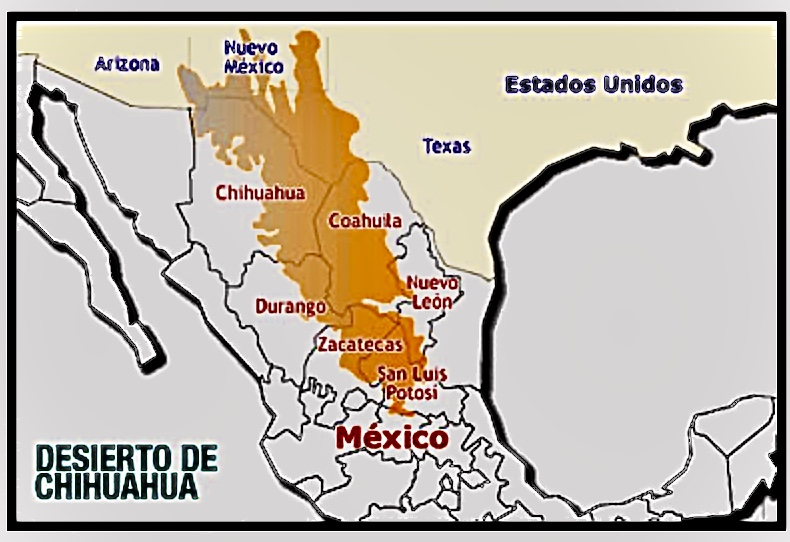 Arizona
Nuevo
México
Estados Unidos
Texas
Chihuahua
Coahuila
Nuevo
León
Durango
Zacatecas
San Luis
Potosí
México
DESIERTO DE
CHIHUAHUA